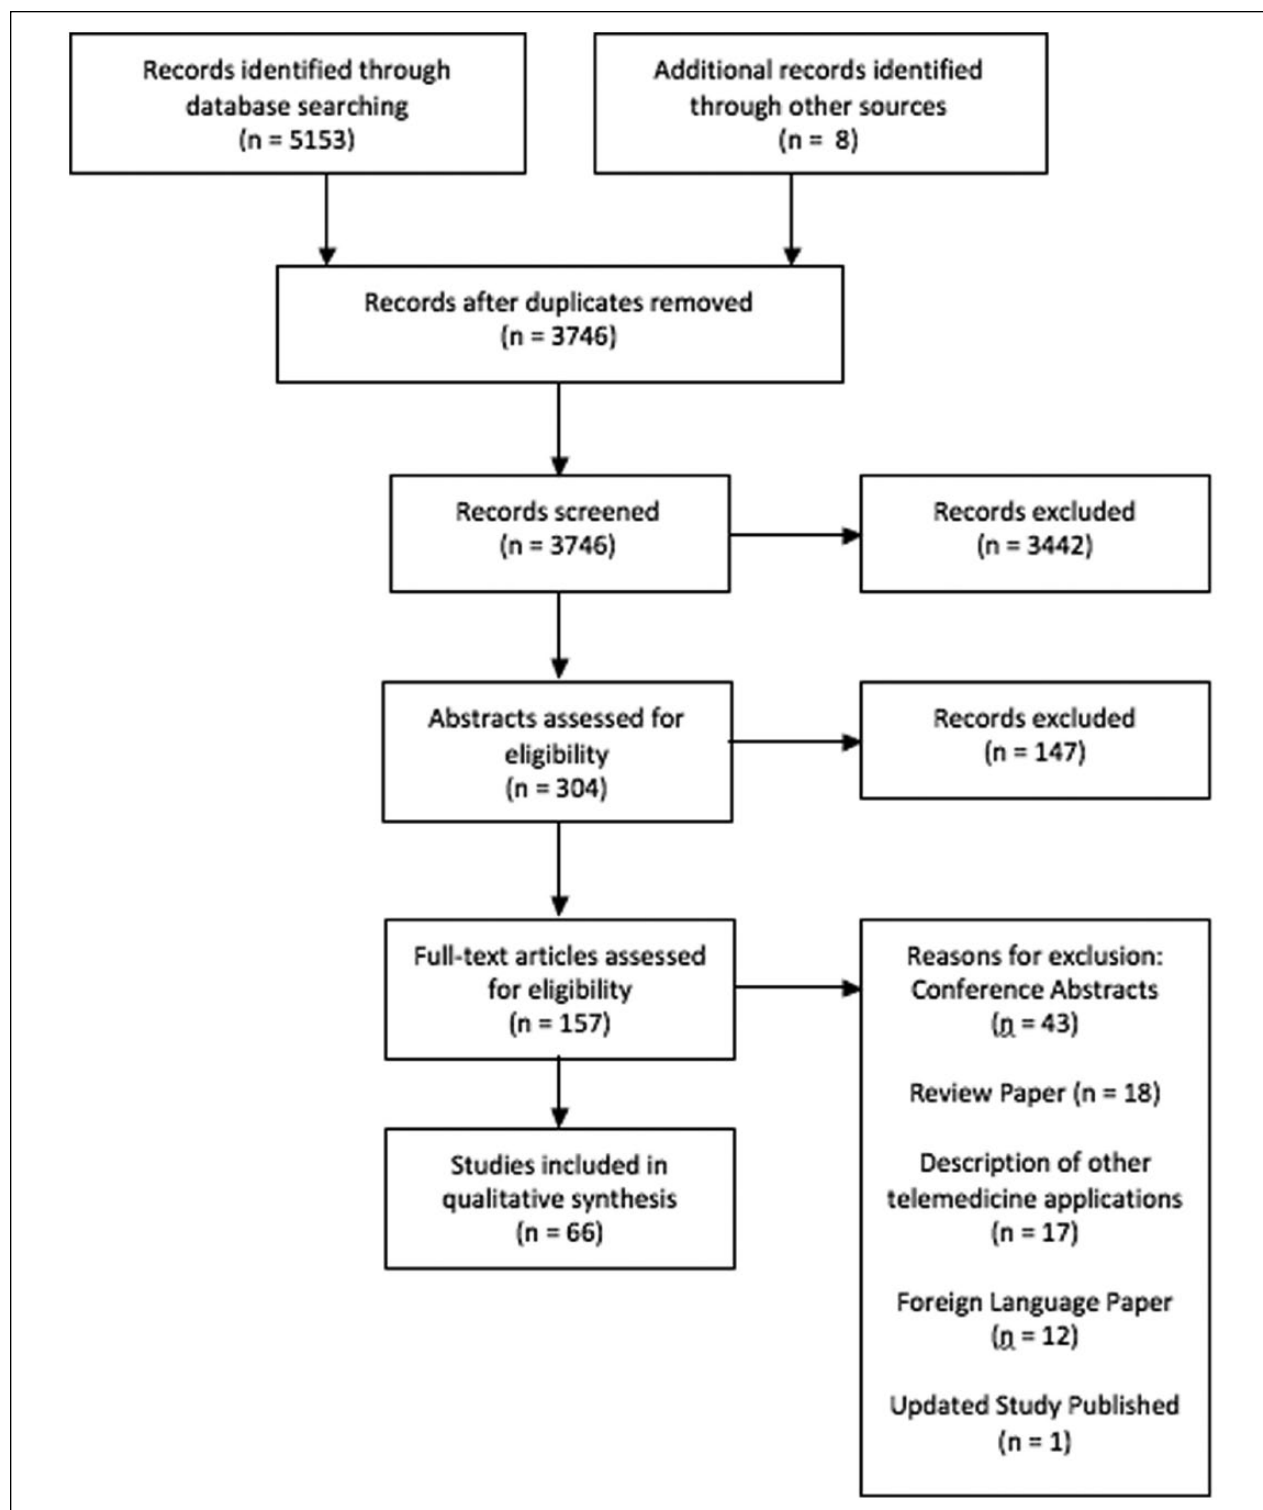 Records identified through
database searching
(n = 5153)
Additional records identified
through other sources
(n =  8)
Records after duplicates removed
(n = 3746)
Records screened
(n = 3746)
Records excluded
(n = 3442)
Abstracts assessed for
eligibility
(n = 304)
Records excluded
(n = 147)
Full-text articles assessed
for eligibility
(n = 157)
Reasons for exclusion:
Conference Abstracts
(n = 43)
Review Paper (n = 18)
Description of other
telemedicine applications
(n = 17)
Foreign Language Paper
(n = 12)
Updated Study Published
(n = 1)
Studies included in
qualitative synthesis
(n = 66)